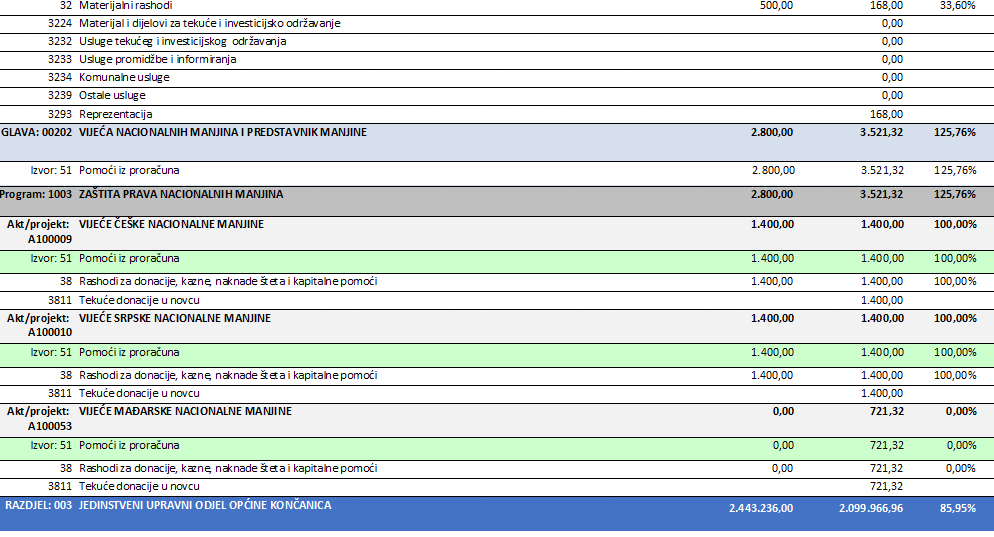 32 Materijalni rashodi 500,00 168,00 33,60%
3224 Materijal i dijelovi za tekuće i investicijsko održavanje 0,00
3232 Usluge tekućeg i investicijskog održavanja 0,00
3233 Usluge promidžbe i informiranja 0,00
3234 Komunalne usluge 0,00
3239 Ostale usluge 0,00
3293 Reprezentacija 168,00
GLAVA: 00202 VIJEĆA NACIONALNIH MANJINA I PREDSTAVNIK MANJINE 2.800,00 3.521,32 125,76%
Izvor: 51 Pomoći iz proračuna 2.800,00 3.521,32 125,76%
Program: 1003 ZAŠTITA PRAVA NACIONALNIH MANJINA 2.800,00 3.521,32 125,76%
Akt/projekt: VIJEĆE ČEŠKE NACIONALNE MANJINE 1.400,00 1.400,00 100,00%
A100009
Izvor: 51 Pomoći iz proračuna 1.400,00 1.400,00 100,00%
38 Rashodi za donacije, kazne, naknade šteta i kapitalne pomoći 1.400,00 1.400,00 100,00%
3811 Tekuće donacije u novcu 1.400,00
Akt/projekt: VIJEĆE SRPSKE NACIONALNE MANJINE 1.400,00 1.400,00 100,00%
A100010
Izvor: 51 Pomoći iz proračuna 1.400,00 1.400,00 100,00%
38 Rashodi za donacije, kazne, naknade šteta i kapitalne pomoći 1.400,00 1.400,00 100,00%
3811 Tekuće donacije u novcu 1.400,00
Akt/projekt: VIJEĆE MAĐARSKE NACIONALNE MANJINE 0,00 721,32 0,00%
A100053
Izvor: 51 Pomoći iz proračuna 0,00 721,32 0,00%
38 Rashodi za donacije, kazne, naknade šteta i kapitalne pomoći 0,00 721,32 0,00%
3811 Tekuće donacije u novcu 721,32
RAZDJEL: 003 JEDINSTVENI UPRAVNI ODJEL OPĆINE KONČANICA 2.443.236,00 2.099.966,96 85,95%